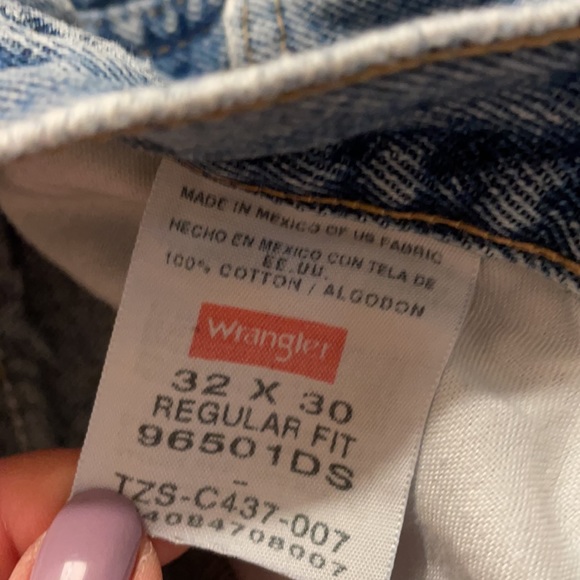 MADE IN MEXICO OF US FABRIC
HECHO EN MEXICO CON TELA DE
EE.UU.
100% COTTON / ALGODON
Wrangler
32 X 30
REGULAR FIT
96501DS
-
TZS-C437-007
4084708007